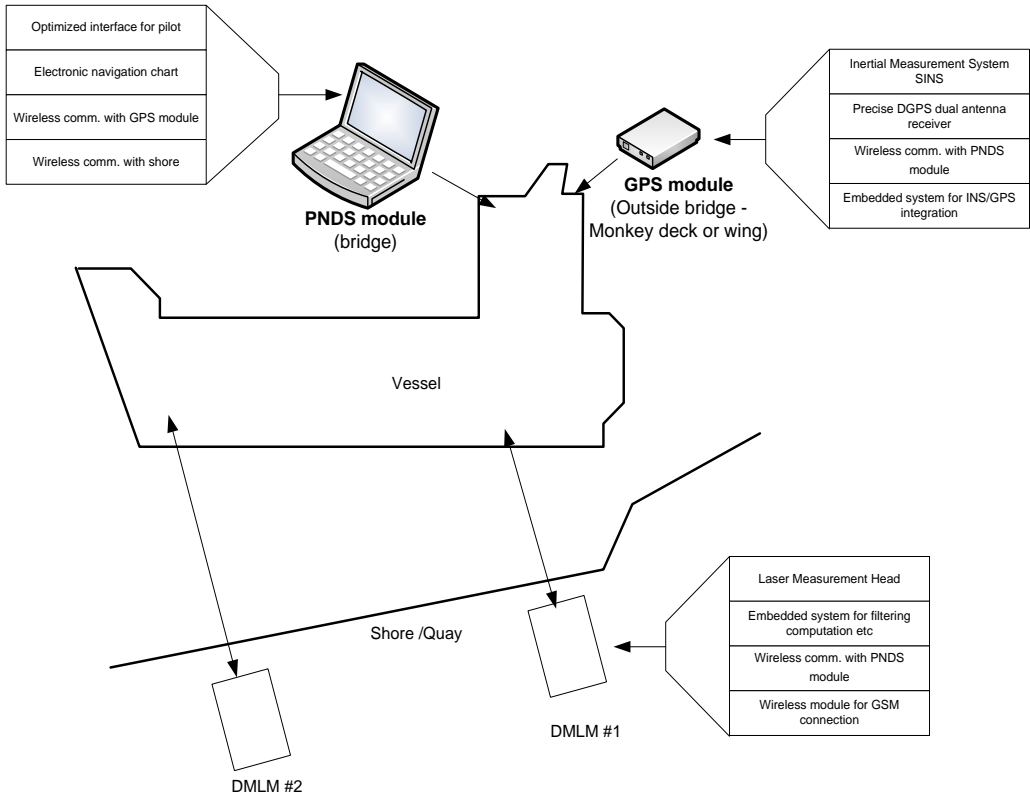 Optimized interface for pilot
Electronic navigation chart
Wireless comm. with GPS module
Wireless comm. with shore
PNDS module
(bridge)
GPS module
(Outside bridge -
Monkey deck or wing)
Inertial Measurement System
SINS
Precise DGPS dual antenna
receiver
Wireless comm. with PNDS
module
Embedded system for INS/GPS
integration
Vessel
Shore /Quay
Laser Measurement Head
Embedded system for filtering
computation etc
Wireless comm. with PNDS
module
Wireless module for GSM
connection
DMLM #1
DMLM #2